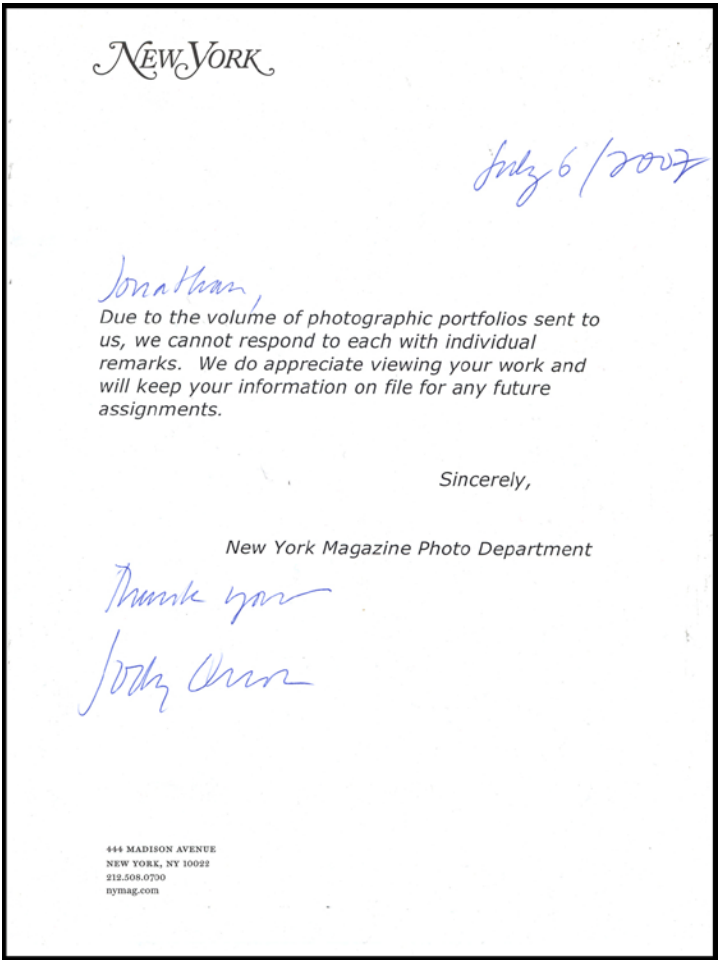 NEW YORK
July 6/2007
Jonathan,
Due to the volume of photographic portfolios sent to
us, we cannot respond to each with individual
remarks. We do appreciate viewing your work and
will keep your information on file for any future
assignments.
Sincerely,
New York Magazine Photo Department
Thank you
Jody
444 MADISON AVENUE
NEW YORK, NY 10022
212.508.0700
nymag.com